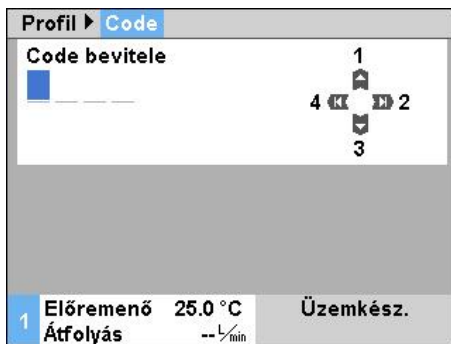 Profil Code
Code bevitele
1
4 2
3
1
Előremenő 25.0 °C Üzemkész.
Átfolyás -- L/min